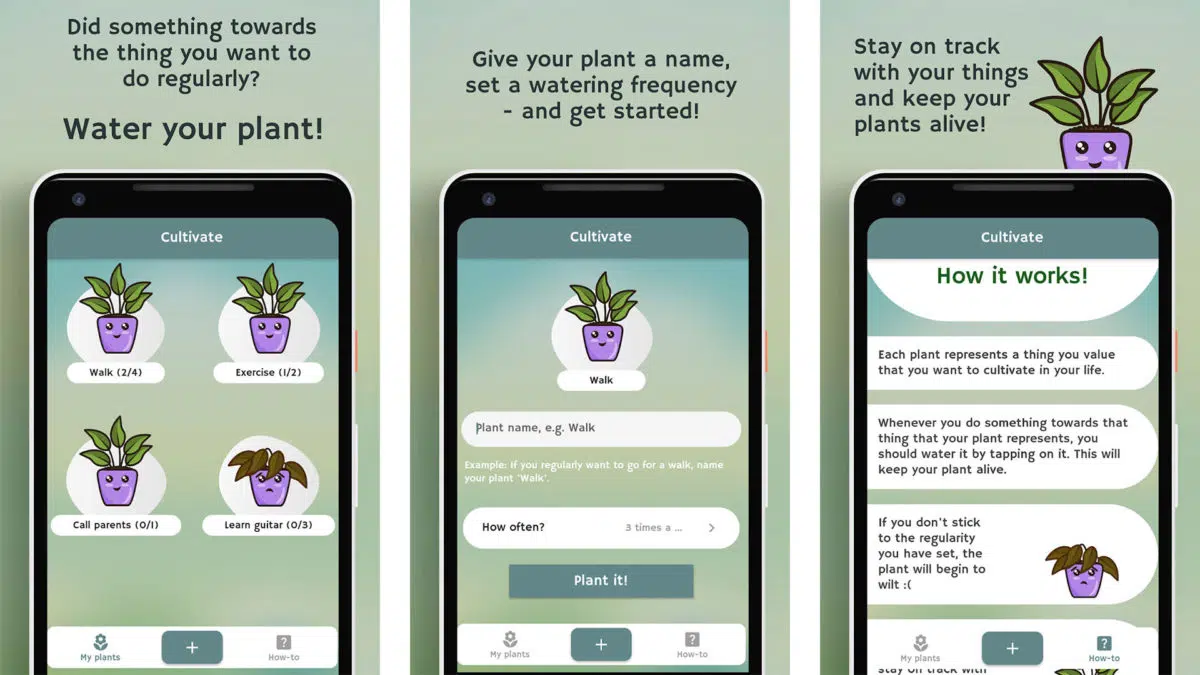 Did something towards
the thing you want to
do regularly?
Water your plant!
Cultivate
Walk (2/4)
Exercise (1/2)
Call parents (0/1)
Learn guitar (0/3)
My plants
+
How-to
Give your plant a name,
set a watering frequency
- and get started!
Cultivate
Walk
Plant name, e.g. Walk
Example: If you regularly want to go for a walk, name
your plant 'Walk'.
How often?
3 times a ...
Plant it!
My plants
+
How-to
Stay on track
with your things
and keep your
plants alive!
Cultivate
How it works!
Each plant represents a thing you value
that you want to cultivate in your life.
Whenever you do something towards that
thing that your plant represents, you
should water it by tapping on it. This will
keep your plant alive.
If you don't stick
to the regularity
you have set, the
plant will begin to
wilt :(
My plants
+
How-to
stay on track with